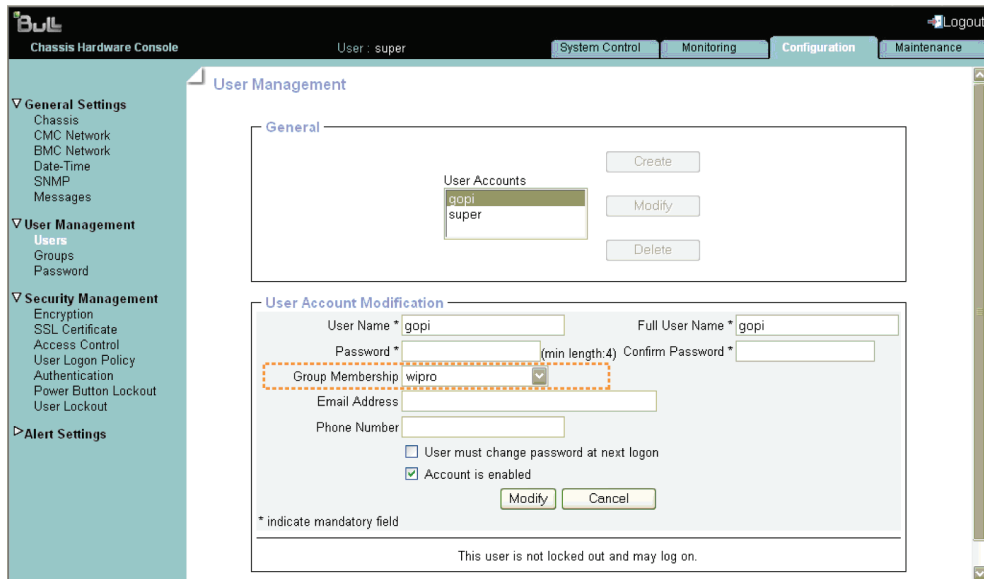 Bull
Logout
Chassis Hardware Console
User : super
System Control
Monitoring
Configuration
Maintenance
User Management
General Settings
Chassis
CMC Network
BMC Network
Date-Time
SNMP
Messages
User Management
Users
Groups
Password
Security Management
Encryption
SSL Certificate
Access Control
User Logon Policy
Authentication
Power Button Lockout
User Lockout
Alert Settings
General
User Accounts
gopi
super
Create
Modify
Delete
User Account Modification
User Name * gopi
Full User Name * gopi
Password * (min length:4) Confirm Password *
Group Membership wipro
Email Address
Phone Number
User must change password at next logon
Account is enabled
Modify Cancel
* indicate mandatory field
This user is not locked out and may log on.